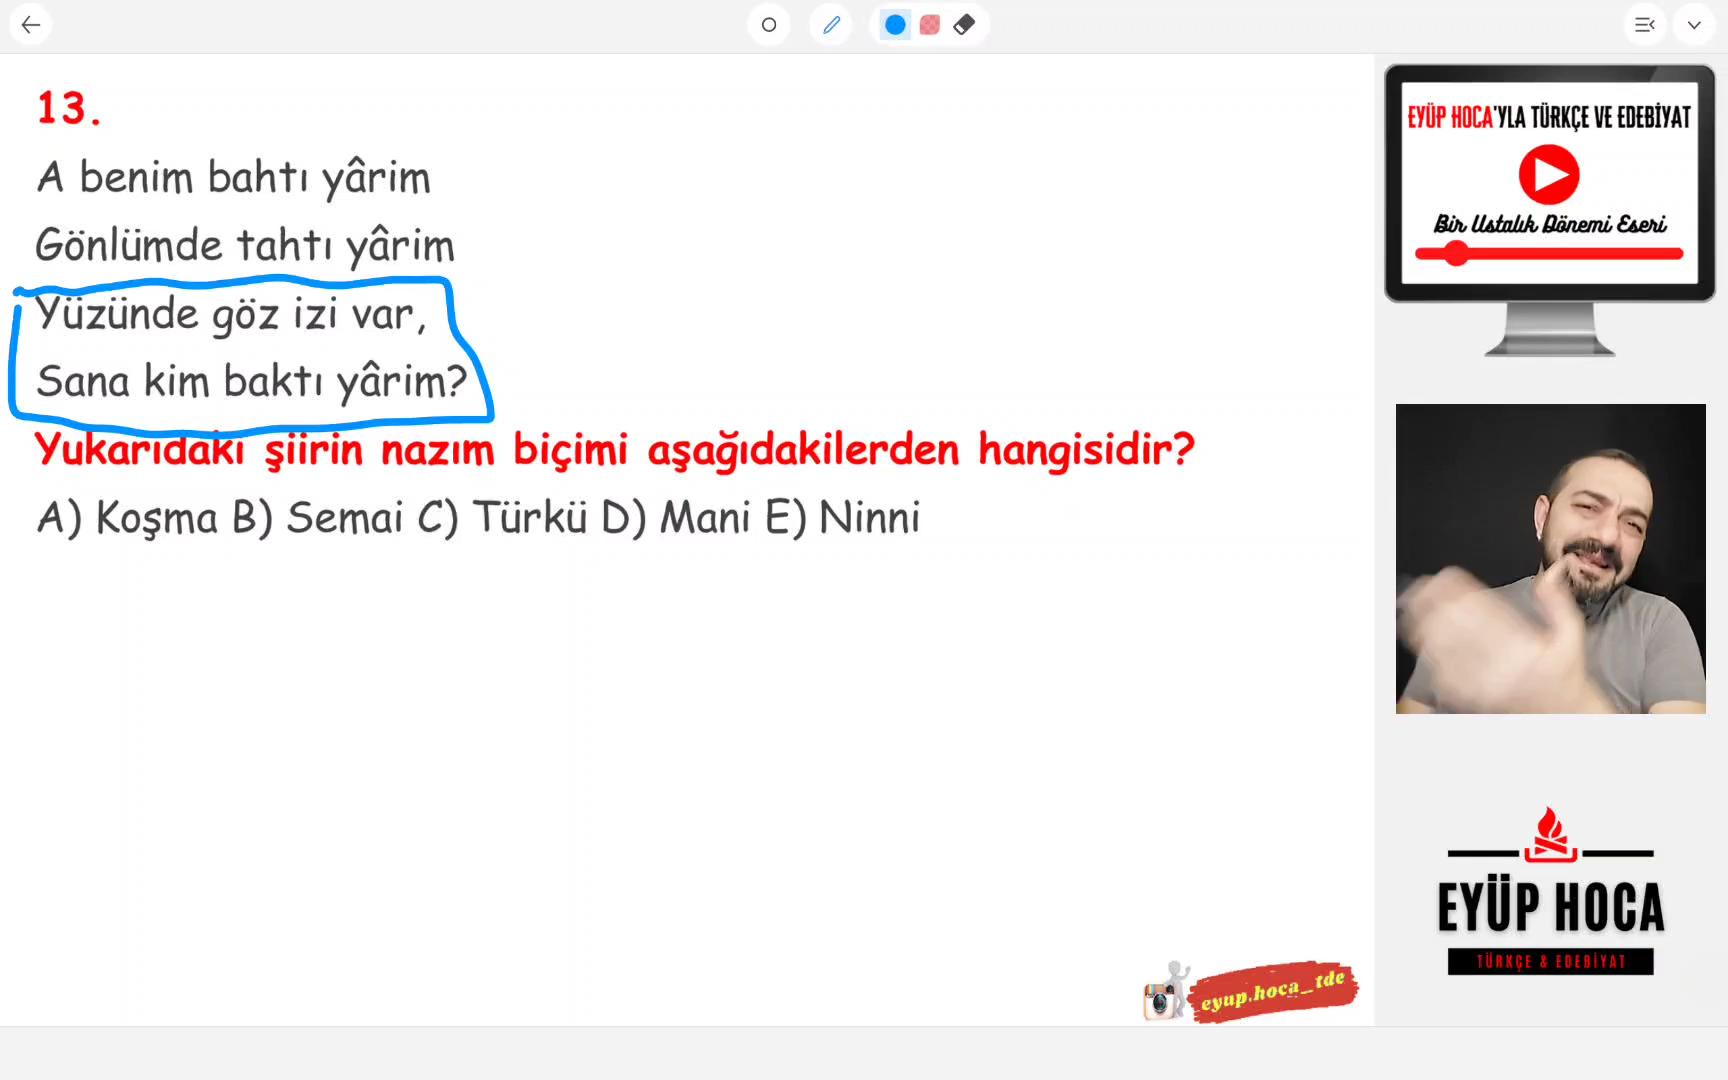 13.
A benim bahtı yârim
Gönlümde tahtı yârim
Yüzünde göz izi var,
Sana kim baktı yârim?
Yukarıdaki şiirin nazım biçimi aşağıdakilerden hangisidir?
A) Koşma B) Semai C) Türkü D) Mani E) Ninni
EYÜP HOCA'YLA TÜRKÇE VE EDEBİYAT
Bir Ustalık Dönemi Eseri
EYÜP HOCA
TÜRKÇE & EDEBİYAT
eyup.hoca_tde